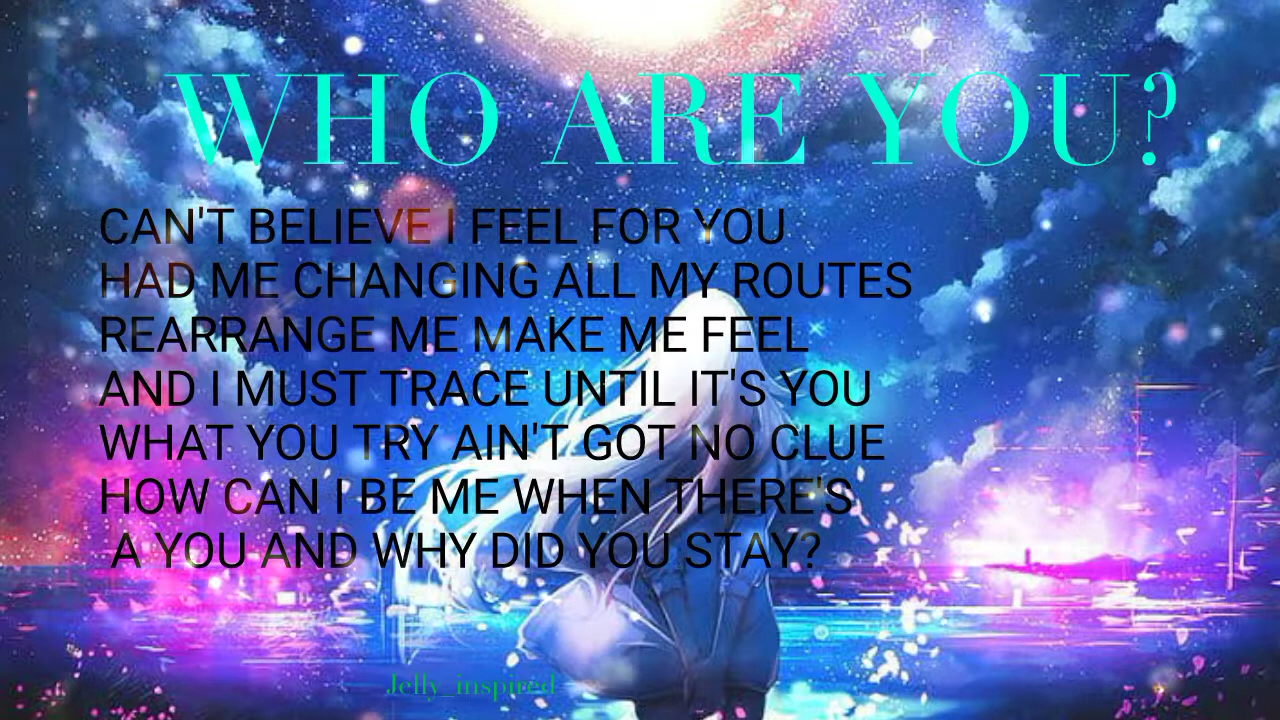 WHO ARE YOU?
CAN'T BELIEVE I FEEL FOR YOU
HAD ME CHANGING ALL MY ROUTES
REARRANGE ME MAKE ME FEEL
AND I MUST TRACE UNTIL IT'S YOU
WHAT YOU TRY AIN'T GOT NO CLUE
HOW CAN I BE ME WHEN THERE'S
A YOU AND WHY DID YOU STAY?
Jelly_inspired